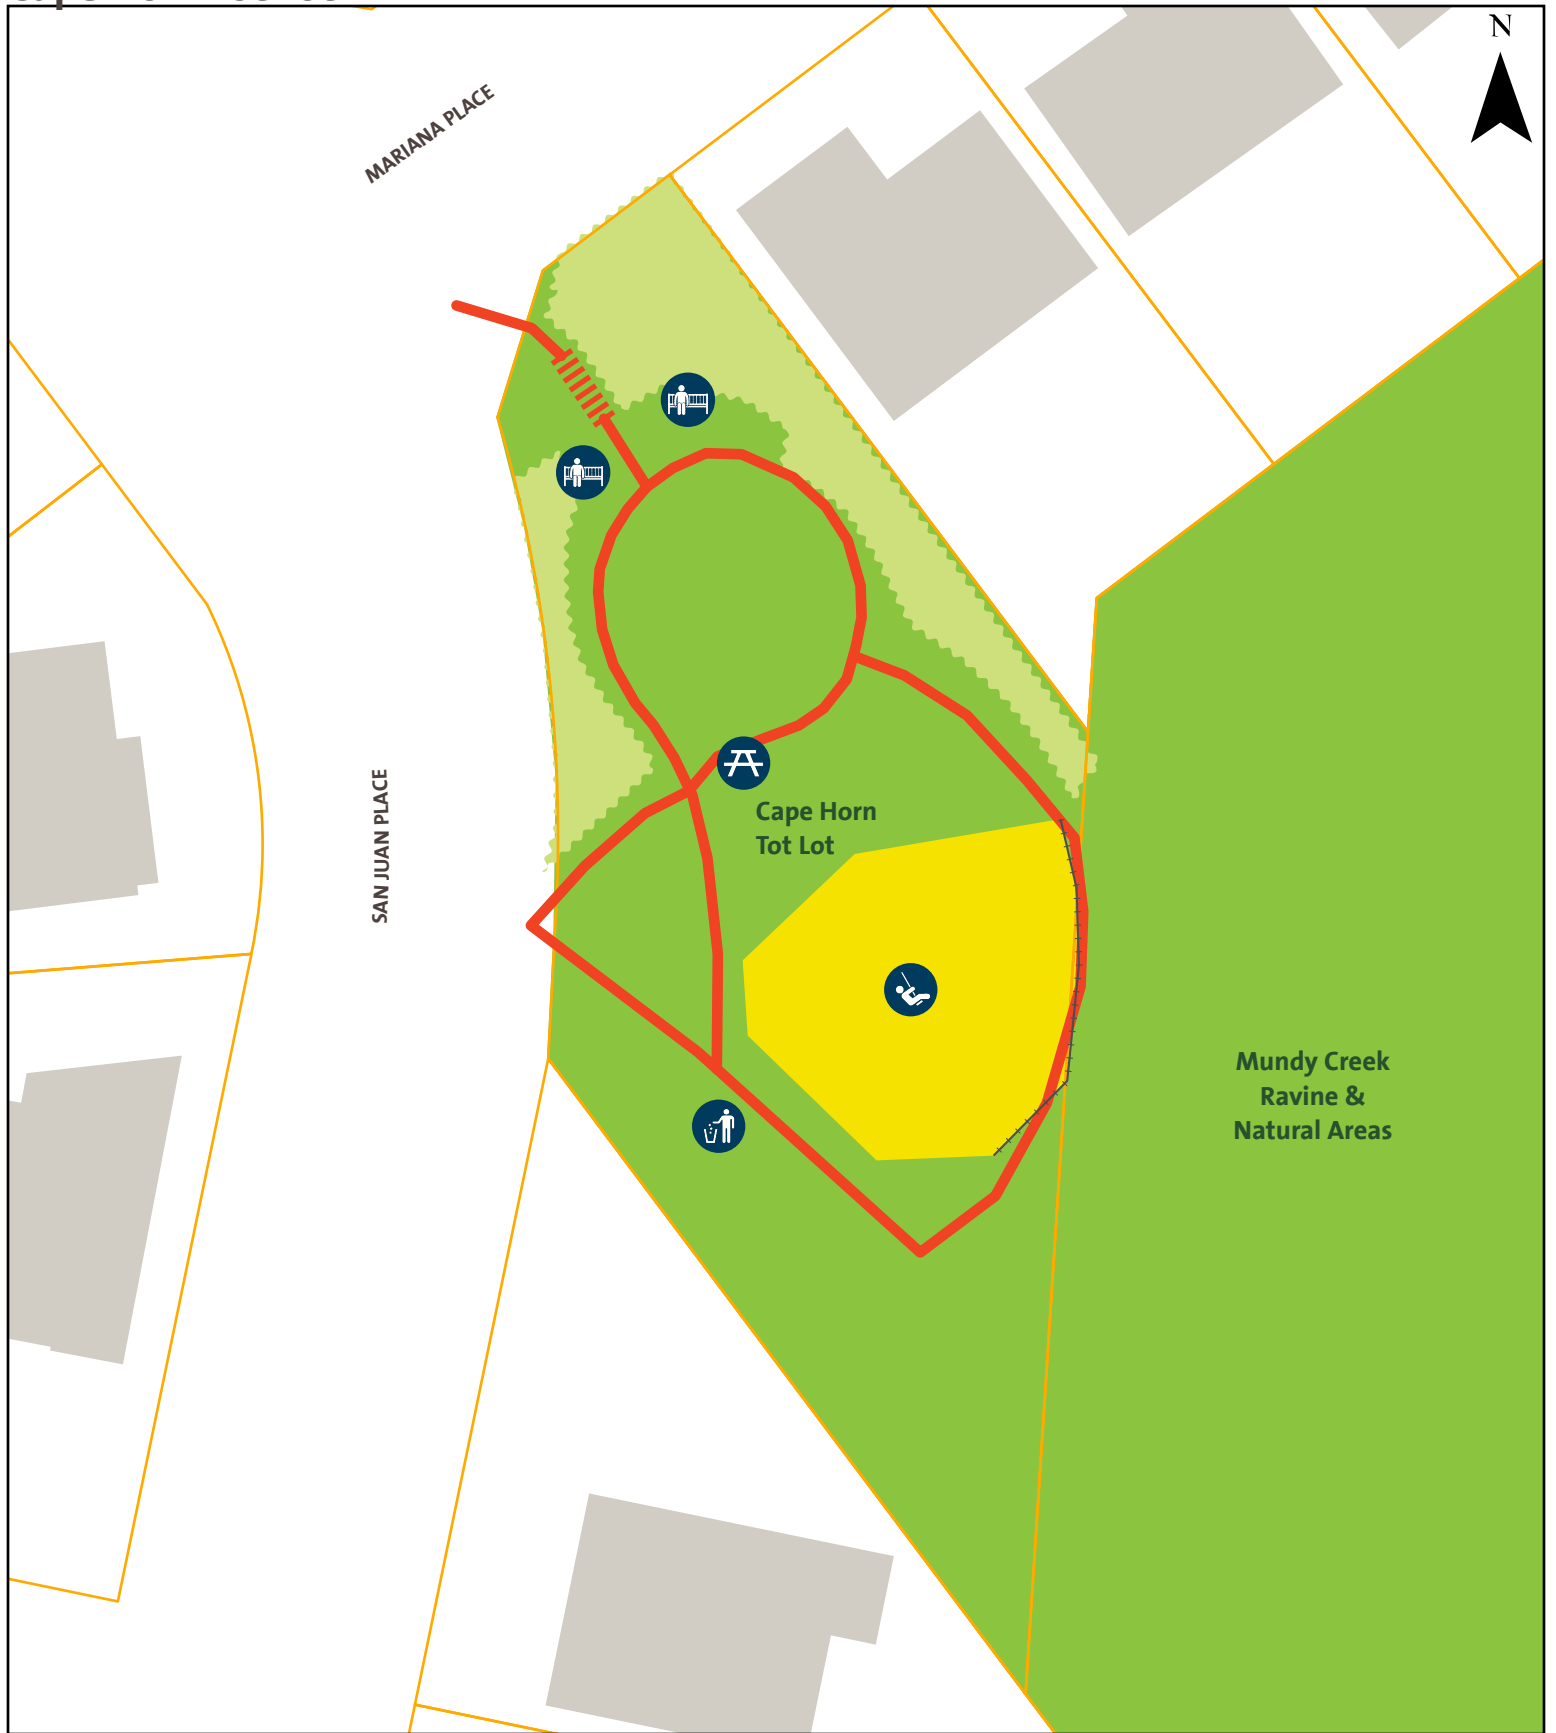 N
MARIANA PLACE
SAN JUAN PLACE
Cape Horn
Tot Lot
Mundy Creek
Ravine &
Natural Areas